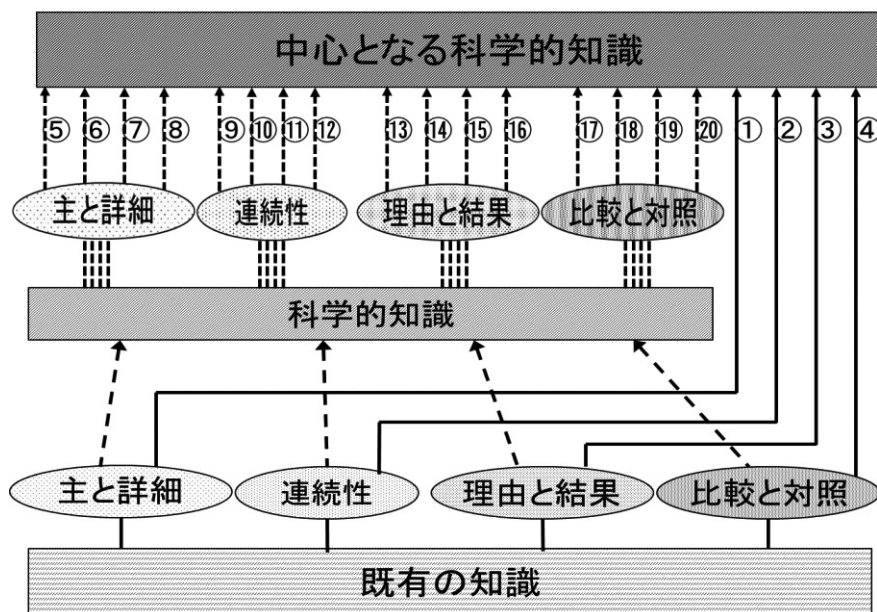 中心となる科学的知識
⑤ ⑥ ⑦ ⑧ ⑨ ⑩ ⑪ ⑫ ⑬ ⑭ ⑮ ⑯ ⑰ ⑱ ⑲ ⑳ ① ② ③ ④
主と詳細 連続性 理由と結果 比較と対照
科学的知識
主と詳細 連続性 理由と結果 比較と対照
既有の知識